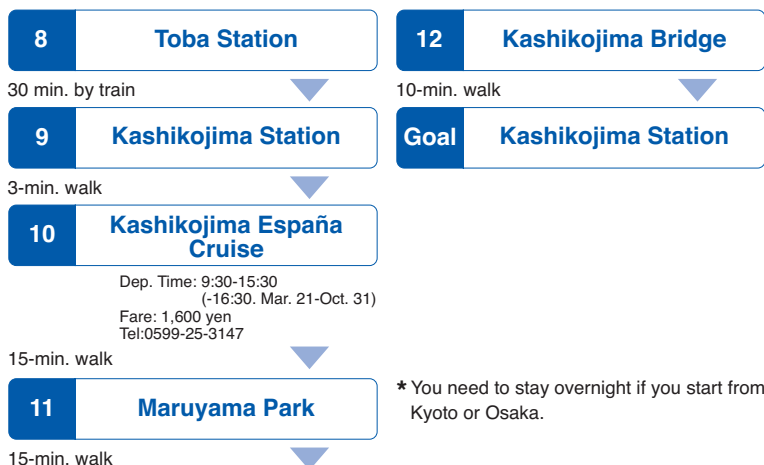 8 Toba Station
30 min. by train
9 Kashikojima Station
3-min. walk
10 Kashikojima España
Cruise
Dep. Time: 9:30-15:30
(-16:30. Mar. 21-Oct. 31)
Fare: 1,600 yen
Tel:0599-25-3147
15-min. walk
11 Maruyama Park
15-min. walk
12 Kashikojima Bridge
10-min. walk
Goal Kashikojima Station
* You need to stay overnight if you start from
Kyoto or Osaka.